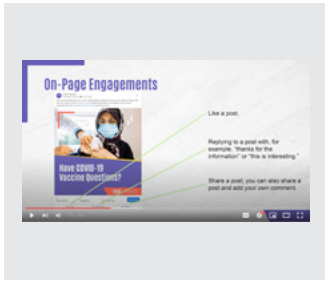 On-Page Engagements
Like a post.
Replying to a post with, for
example, "thanks for the
information" or "this is interesting."
Share a post; you can also share a
post and add your own comment.
Have COVID-19
Vaccine Questions?